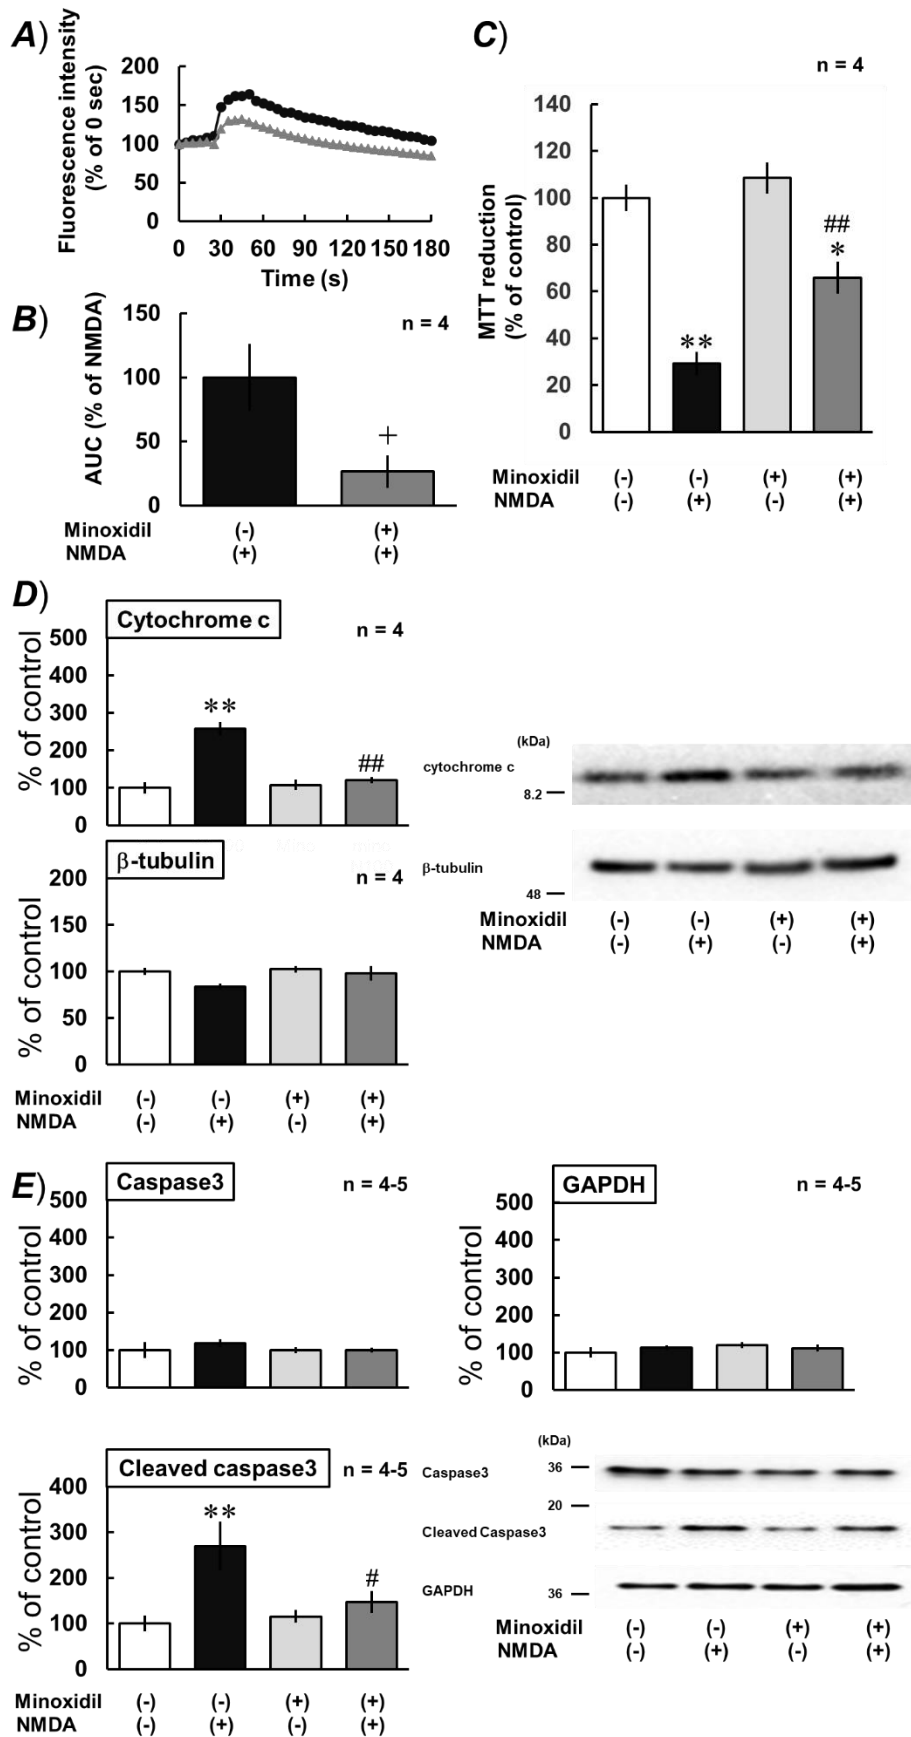 A)
Fluorescence intensity
(% of 0 sec)
200
150
100
50
0
0 30 60 90 120 150 180
Time (s)
B)
n = 4
AUC (% of NMDA)
150
100
50
0
+
Minoxidil (-) (+)
NMDA (+) (+)
C)
n = 4
MTT reduction
(% of control)
140
120
100
80
60
40
20
0
**
##
*
Minoxidil (-) (-) (+) (+)
NMDA (-) (+) (-) (+)
D)
Cytochrome c
n = 4
% of control
500
400
300
200
100
0
**
##
β-tubulin
n = 4
% of control
200
150
100
50
0
Minoxidil (-) (-) (+) (+)
NMDA (-) (+) (-) (+)
(kDa)
cytochrome c
8.2
β-tubulin
48
Minoxidil (-) (-) (+) (+)
NMDA (-) (+) (-) (+)
E)
Caspase3
n = 4-5
% of control
500
400
300
200
100
0
GAPDH
n = 4-5
% of control
500
400
300
200
100
0
Cleaved caspase3
n = 4-5
% of control
400
300
200
100
0
**
#
Minoxidil (-) (-) (+) (+)
NMDA (-) (+) (-) (+)
(kDa)
Caspase3
36
20
Cleaved Caspase3
GAPDH
36
Minoxidil (-) (-) (+) (+)
NMDA (-) (+) (-) (+)